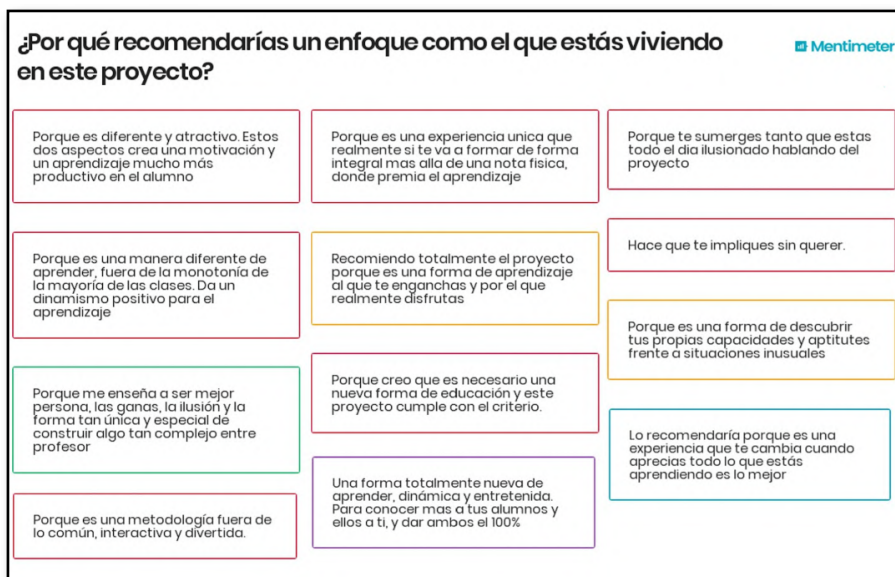 ¿Por qué recomendarías un enfoque como el que estás viviendo
en este proyecto?
Mentimeter
Porque es diferente y atractivo. Estos
dos aspectos crea una motivación y
un aprendizaje mucho más
productivo en el alumno
Porque es una manera diferente de
aprender, fuera de la monotonía de
la mayoría de las clases. Da un
dinamismo positivo para el
aprendizaje
Porque me enseña a ser mejor
persona, las ganas, la ilusión y la
forma tan única y especial de
construir algo tan complejo entre
profesor
Porque es una metodología fuera de
lo común, interactiva y divertida.
Porque es una experiencia unica que
realmente si te va a formar de forma
integral mas alla de una nota fisica,
donde premia el aprendizaje
Recomiendo totalmente el proyecto
porque es una forma de aprendizaje
al que te enganchas y por el que
realmente disfrutas
Porque creo que es necesario una
nueva forma de educación y este
proyecto cumple con el criterio.
Una forma totalmente nueva de
aprender, dinámica y entretenida.
Para conocer mas a tus alumnos y
ellos a ti, y dar ambos el 100%
Porque te sumerges tanto que estas
todo el dia ilusionado hablando del
proyecto
Hace que te impliques sin querer.
Porque es una forma de descubrir
tus propias capacidades y aptitutes
frente a situaciones inusuales
Lo recomendaría porque es una
experiencia que te cambia cuando
aprecias todo lo que estás
aprendiendo es lo mejor